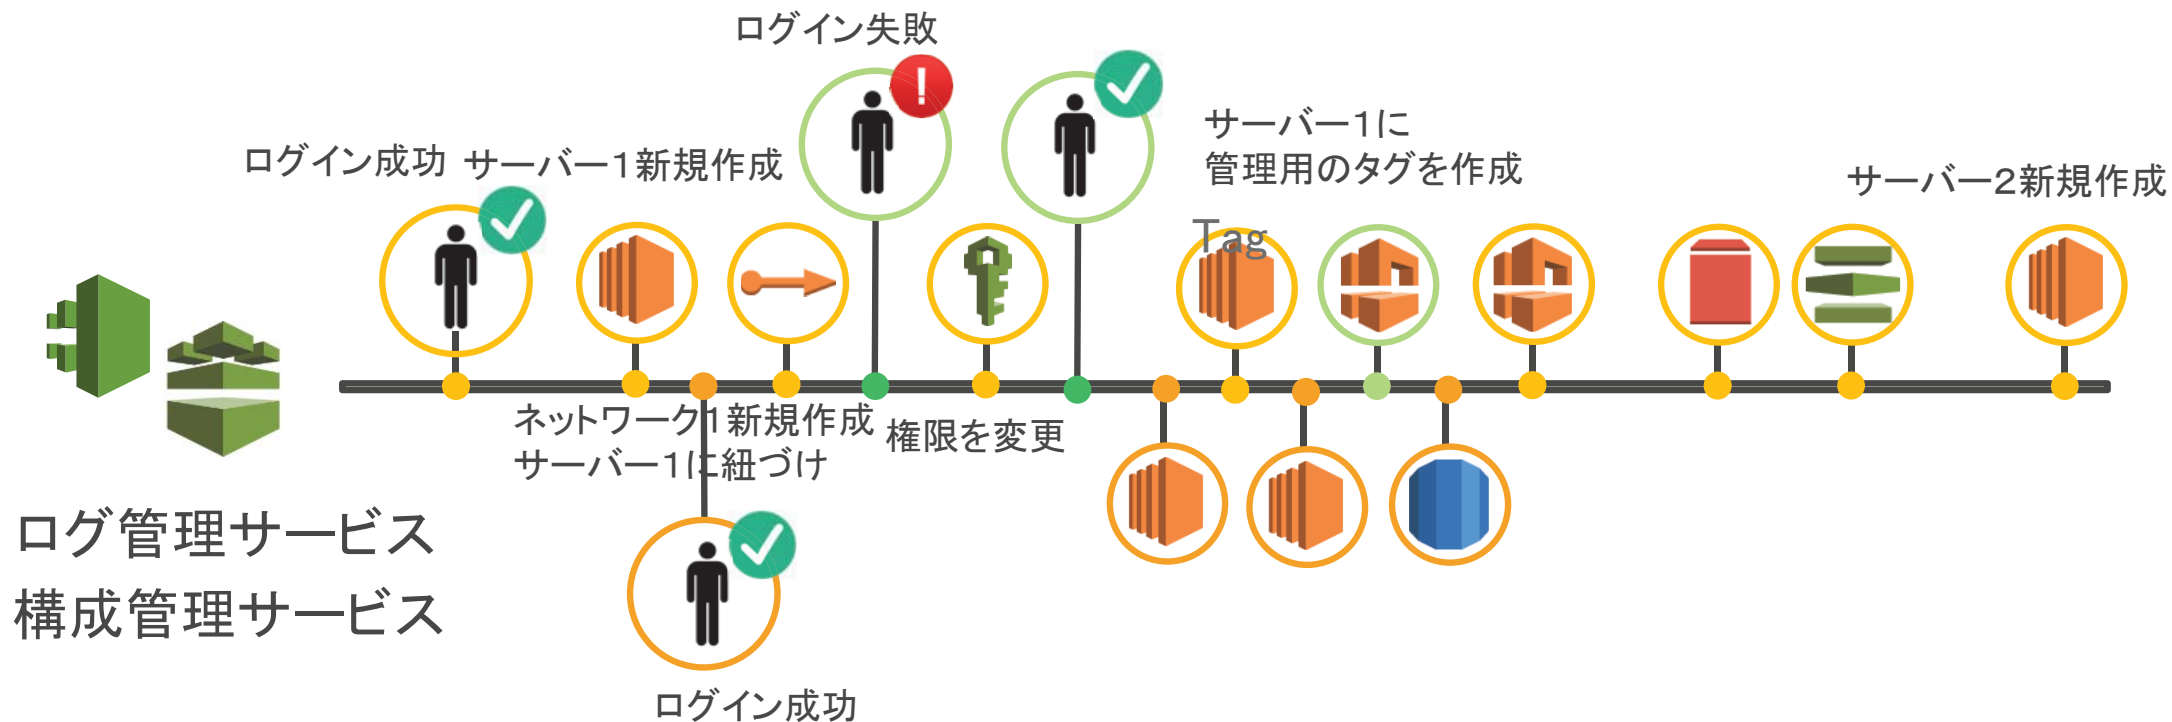 ログイン失敗
ログイン成功
サーバー1新規作成
サーバー1に
管理用のタグを作成
サーバー2新規作成
Tag
ネットワーク1新規作成
サーバー1に紐づけ
権限を変更
ログ管理サービス
構成管理サービス
ログイン成功